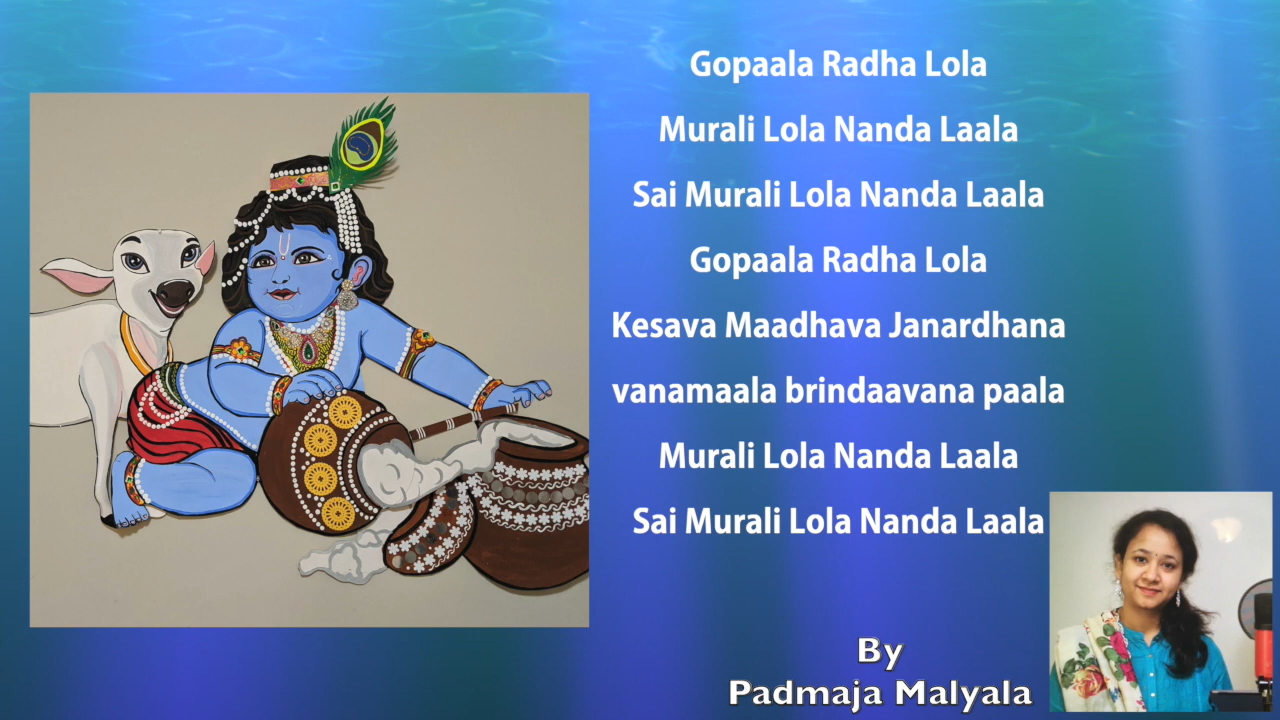 Gopaala Radha Lola
Murali Lola Nanda Laala
Sai Murali Lola Nanda Laala
Gopaala Radha Lola
Kesava Maadhava Janardhana
vanamaala brindaavana paala
Murali Lola Nanda Laala
Sai Murali Lola Nanda Laala
By
Padmaja Malyala